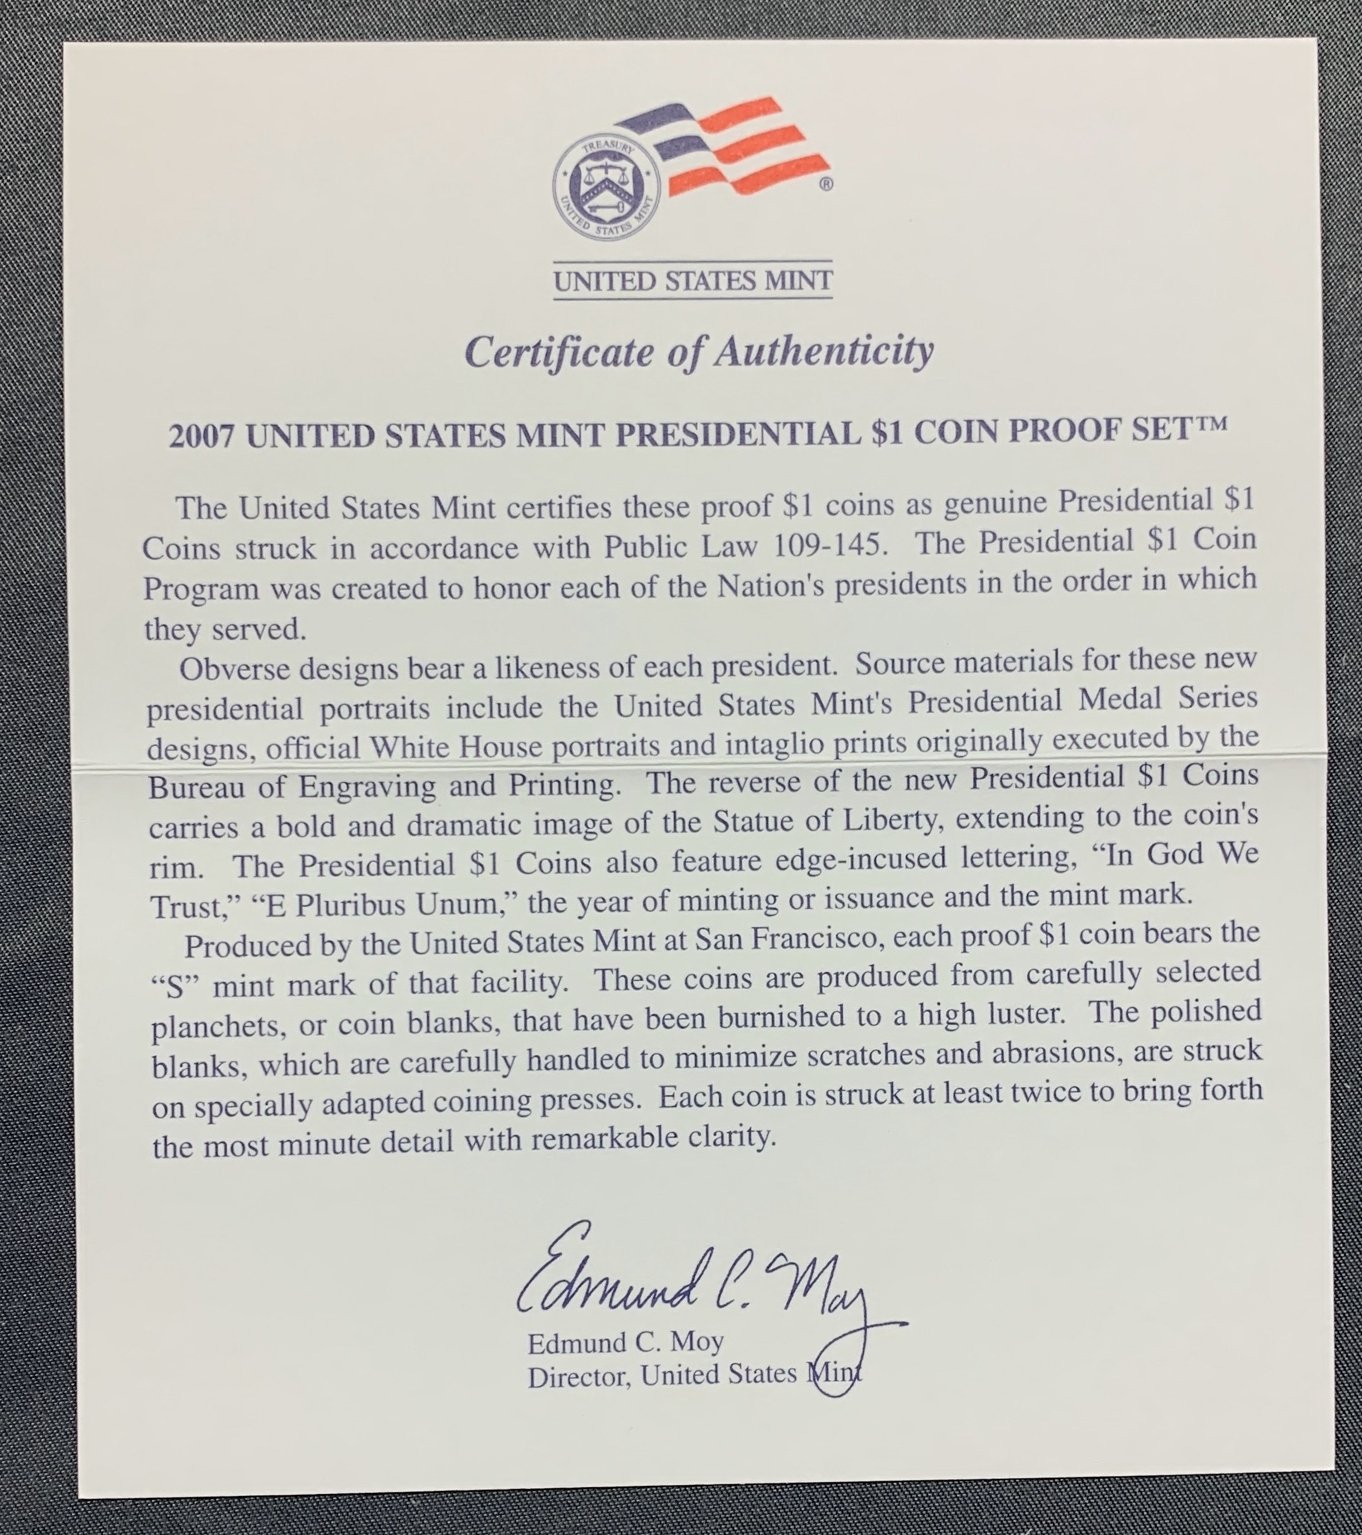 TREASURY
UNITED STATES MINT
®
UNITED STATES MINT
Certificate of Authenticity
2007 UNITED STATES MINT PRESIDENTIAL $1 COIN PROOF SET™
The United States Mint certifies these proof $1 coins as genuine Presidential $1
Coins struck in accordance with Public Law 109-145. The Presidential $1 Coin
Program was created to honor each of the Nation's presidents in the order in which
they served.
Obverse designs bear a likeness of each president. Source materials for these new
presidential portraits include the United States Mint's Presidential Medal Series
designs, official White House portraits and intaglio prints originally executed by the
Bureau of Engraving and Printing. The reverse of the new Presidential $1 Coins
carries a bold and dramatic image of the Statue of Liberty, extending to the coin's
rim. The Presidential $1 Coins also feature edge-incused lettering, “In God We
Trust,” “E Pluribus Unum,” the year of minting or issuance and the mint mark.
Produced by the United States Mint at San Francisco, each proof $1 coin bears the
“S” mint mark of that facility. These coins are produced from carefully selected
planchets, or coin blanks, that have been burnished to a high luster. The polished
blanks, which are carefully handled to minimize scratches and abrasions, are struck
on specially adapted coining presses. Each coin is struck at least twice to bring forth
the most minute detail with remarkable clarity.
Edmund C. Moy
Edmund C. Moy
Director, United States Mint